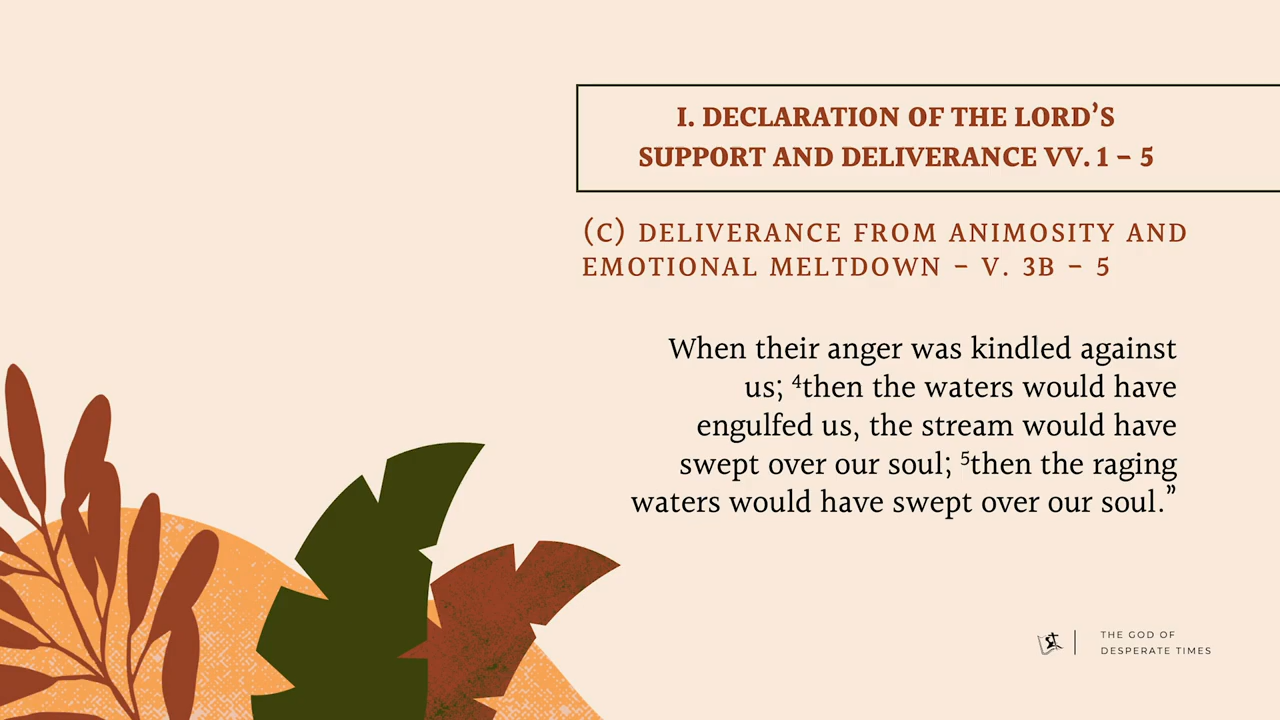 I. DECLARATION OF THE LORD'S
SUPPORT AND DELIVERANCE VV. 1 – 5
(C) DELIVERANCE FROM ANIMOSITY AND
EMOTIONAL MELTDOWN – V. 3B – 5
When their anger was kindled against
us; ⁴then the waters would have
engulfed us, the stream would have
swept over our soul; ⁵then the raging
waters would have swept over our soul.”
THE GOD OF
DESPERATE TIMES